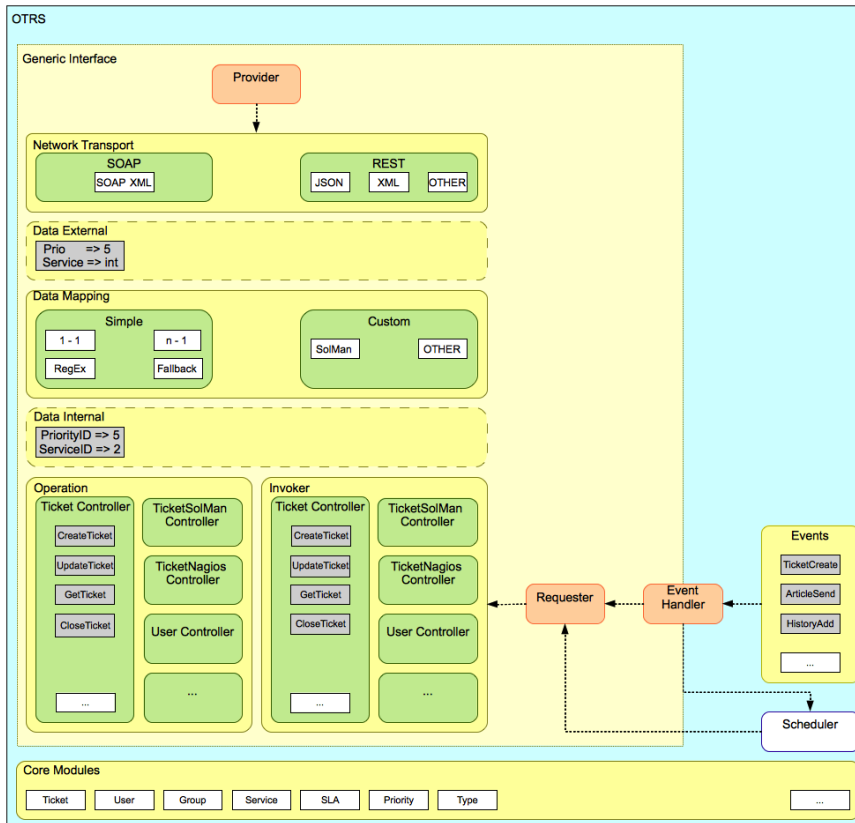 OTRS
Generic Interface
Provider
Network Transport
SOAP
SOAP XML
REST
JSON
XML
OTHER
Data External
Prio => 5
Service => int
Data Mapping
Simple
1 - 1
n - 1
RegEx
Fallback
Custom
SolMan
OTHER
Data Internal
PriorityID => 5
ServiceID => 2
Operation
Ticket Controller
CreateTicket
UpdateTicket
GetTicket
CloseTicket
...
TicketSolMan
Controller
TicketNagios
Controller
User Controller
...
Invoker
Ticket Controller
CreateTicket
UpdateTicket
GetTicket
CloseTicket
...
TicketSolMan
Controller
TicketNagios
Controller
User Controller
...
Requester
Event
Handler
Events
TicketCreate
ArticleSend
HistoryAdd
...
Scheduler
Core Modules
Ticket
User
Group
Service
SLA
Priority
Type
...